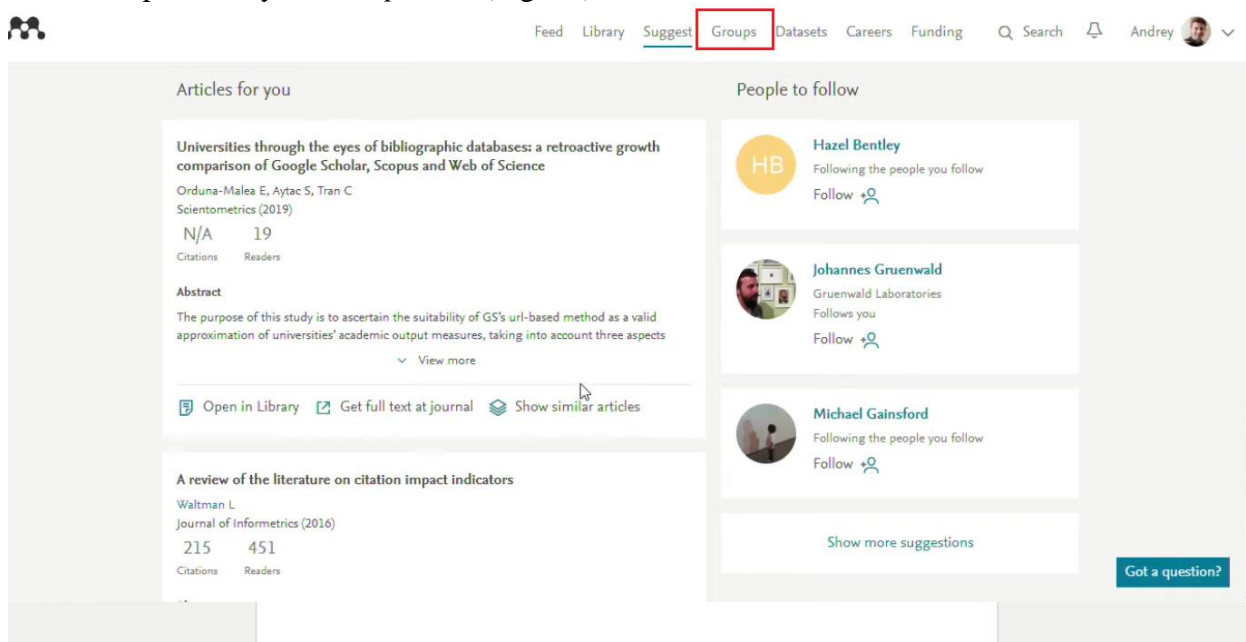 Feed Library Suggest Groups Datasets Careers Funding Search Andrey
Articles for you
Universities through the eyes of bibliographic databases: a retroactive growth
comparison of Google Scholar, Scopus and Web of Science
Orduna-Malea E, Aytac S, Tran C
Scientometrics (2019)
N/A 19
Citations Readers
Abstract
The purpose of this study is to ascertain the suitability of GS's url-based method as a valid
approximation of universities' academic output measures, taking into account three aspects
View more
Open in Library Get full text at journal Show similar articles
A review of the literature on citation impact indicators
Waltman L
Journal of Informetrics (2016)
215 451
Citations Readers
People to follow
HB
Hazel Bentley
Following the people you follow
Follow
Johannes Gruenwald
Gruenwald Laboratories
Follows you
Follow
Michael Gainsford
Following the people you follow
Follow
Show more suggestions
Got a question?